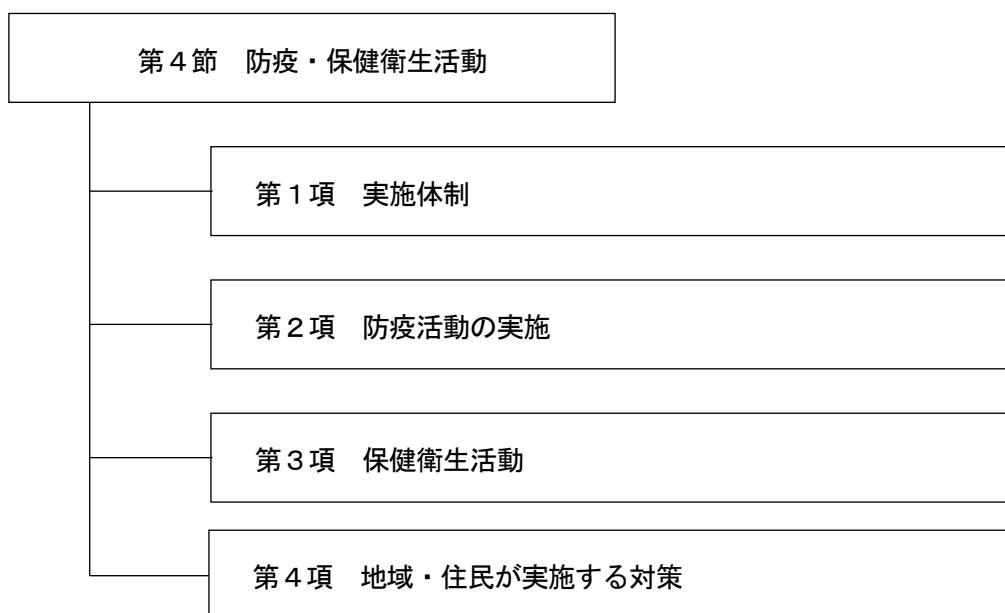 第４節　防疫・保健衛生活動
第１項　実施体制
第２項　防疫活動の実施
第３項　保健衛生活動
第４項　地域・住民が実施する対策